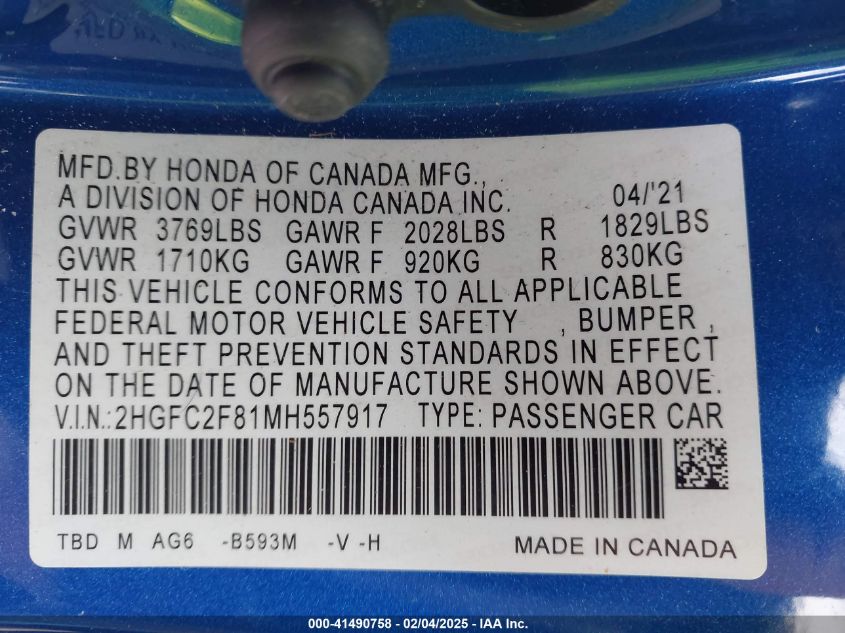 MFD.BY HONDA OF CANADA MFG.,
A DIVISION OF HONDA CANADA INC. 04/'21
GVWR 3769LBS GAWR F 2028LBS R 1829LBS
GVWR 1710KG GAWR F 920KG R 830KG
THIS VEHICLE CONFORMS TO ALL APPLICABLE
FEDERAL MOTOR VEHICLE SAFETY , BUMPER ,
AND THEFT PREVENTION STANDARDS IN EFFECT
ON THE DATE OF MANUFACTURE SHOWN ABOVE.
V.I.N.:2HGFC2F81MH557917 TYPE: PASSENGER CAR
TBD M AG6 -B593M -V -H MADE IN CANADA
000-41490758 - 02/04/2025 - IAA Inc.